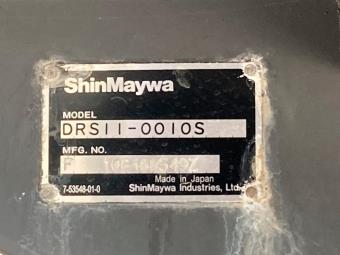 ShinMaywa
MODEL
DRS11-0010S
MFG. NO.
Made in Japan
7-53548-01-0 ShinMaywa Industries, Ltd.